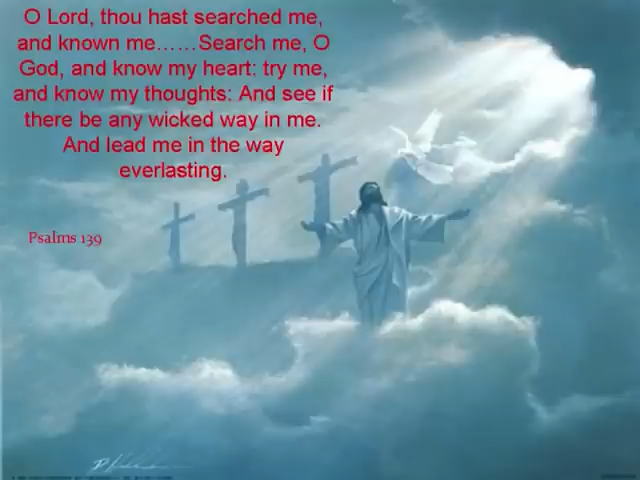 O Lord, thou hast searched me,
and known me……Search me, O
God, and know my heart: try me,
and know my thoughts: And see if
there be any wicked way in me.
And lead me in the way
everlasting.
Psalms 139